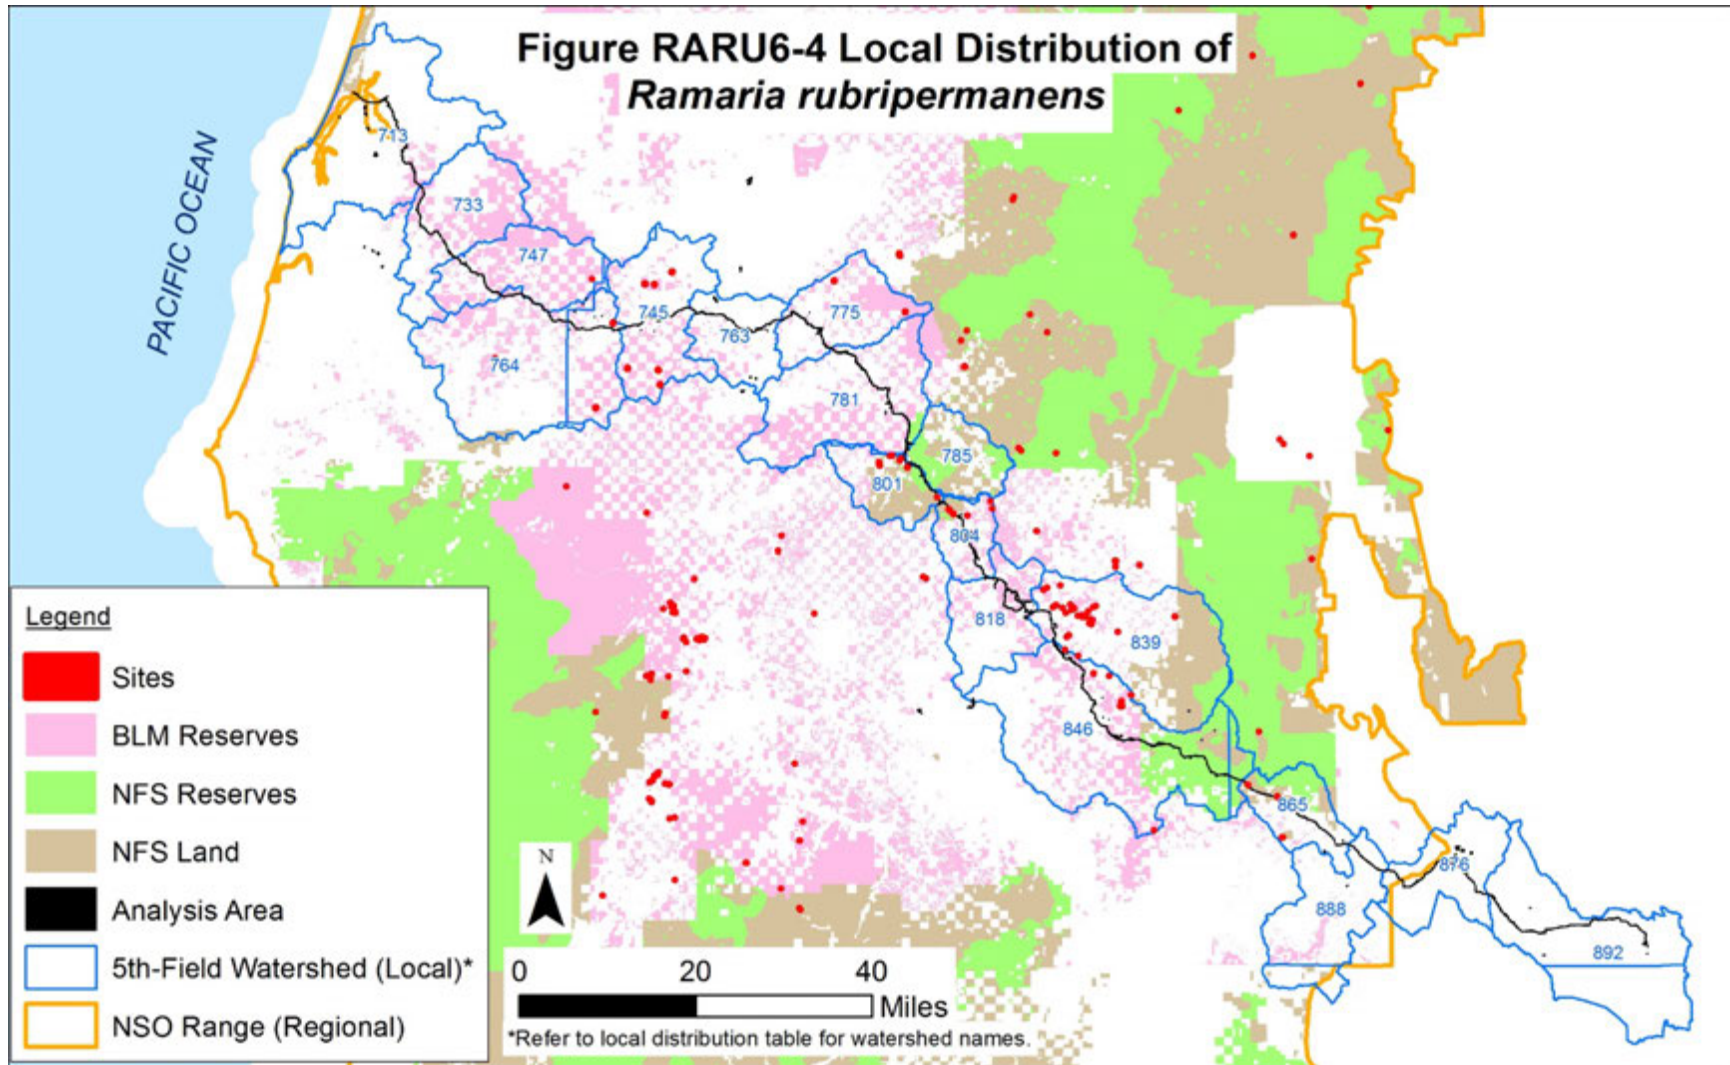 Figure RARU6-4 Local Distribution of
Ramaria rubripermanens
PACIFIC OCEAN
713
733
747
745
775
763
764
781
785
801
804
818
839
846
865
876
888
892
Legend
Sites
BLM Reserves
NFS Reserves
NFS Land
Analysis Area
5th-Field Watershed (Local)*
NSO Range (Regional)
N
0 20 40
Miles
*Refer to local distribution table for watershed names.